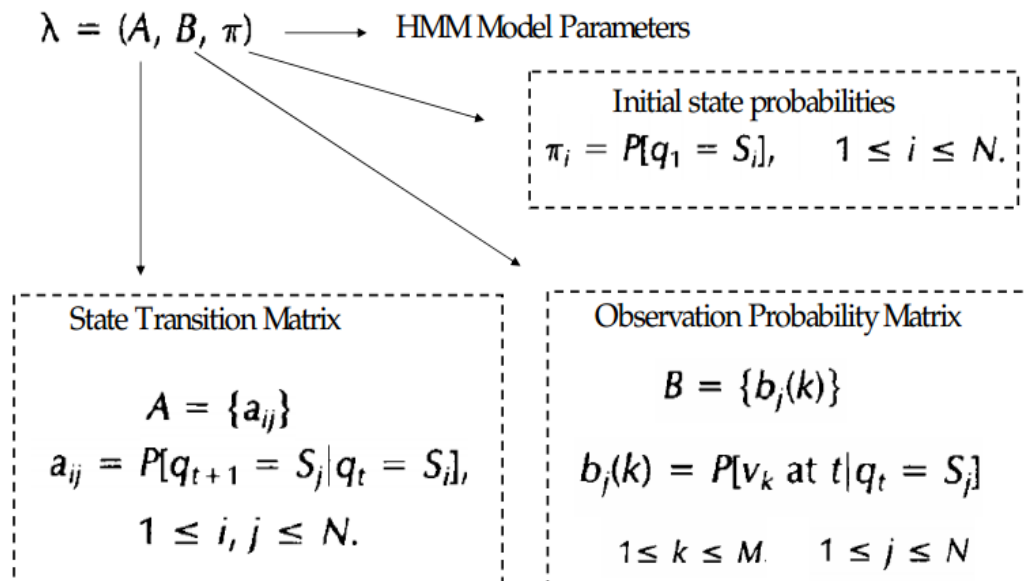 λ = (A, B, π) HMM Model Parameters
Initial state probabilities
π_i = P[q_1 = S_i], 1 ≤ i ≤ N.
State Transition Matrix
A = {a_ij}
a_ij = P[q_t+1 = S_j|q_t = S_i],
1 ≤ i, j ≤ N.
Observation Probability Matrix
B = {b_j(k)}
b_j(k) = P[v_k at t|q_t = S_j]
1≤ k ≤ M. 1 ≤ j ≤ N